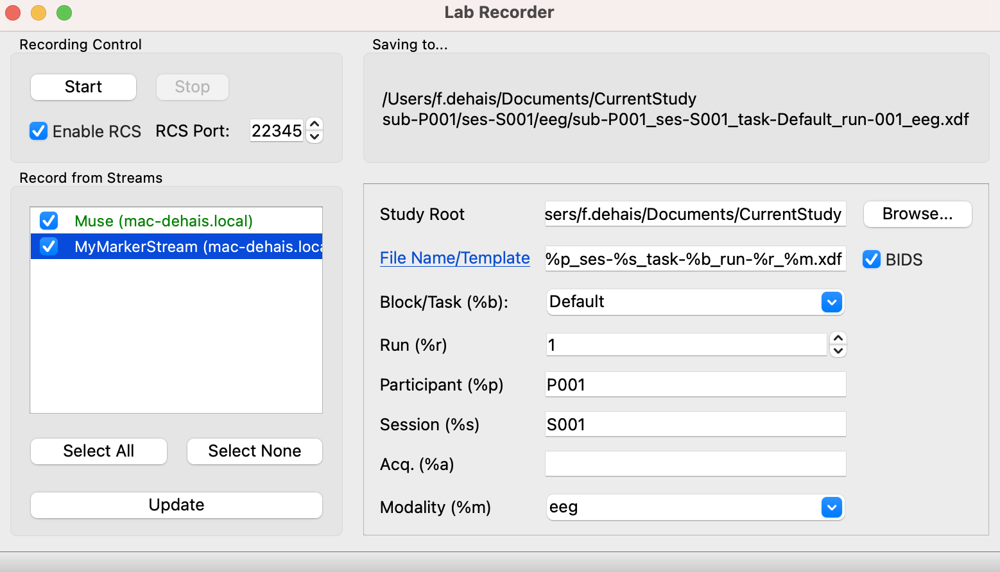 Lab Recorder
Recording Control
Start
Stop
Enable RCS
RCS Port:
22345
Saving to...
/Users/f.dehais/Documents/CurrentStudy
sub-P001/ses-S001/eeg/sub-P001_ses-S001_task-Default_run-001_eeg.xdf
Record from Streams
Muse (mac-dehais.local)
MyMarkerStream (mac-dehais.loca
Select All
Select None
Update
Study Root
sers/f.dehais/Documents/CurrentStudy
Browse...
File Name/Template
%p_ses-%s_task-%b_run-%r_%m.xdf
BIDS
Block/Task (%b):
Default
Run (%r)
1
Participant (%p)
P001
Session (%s)
S001
Acq. (%a)
Modality (%m)
eeg